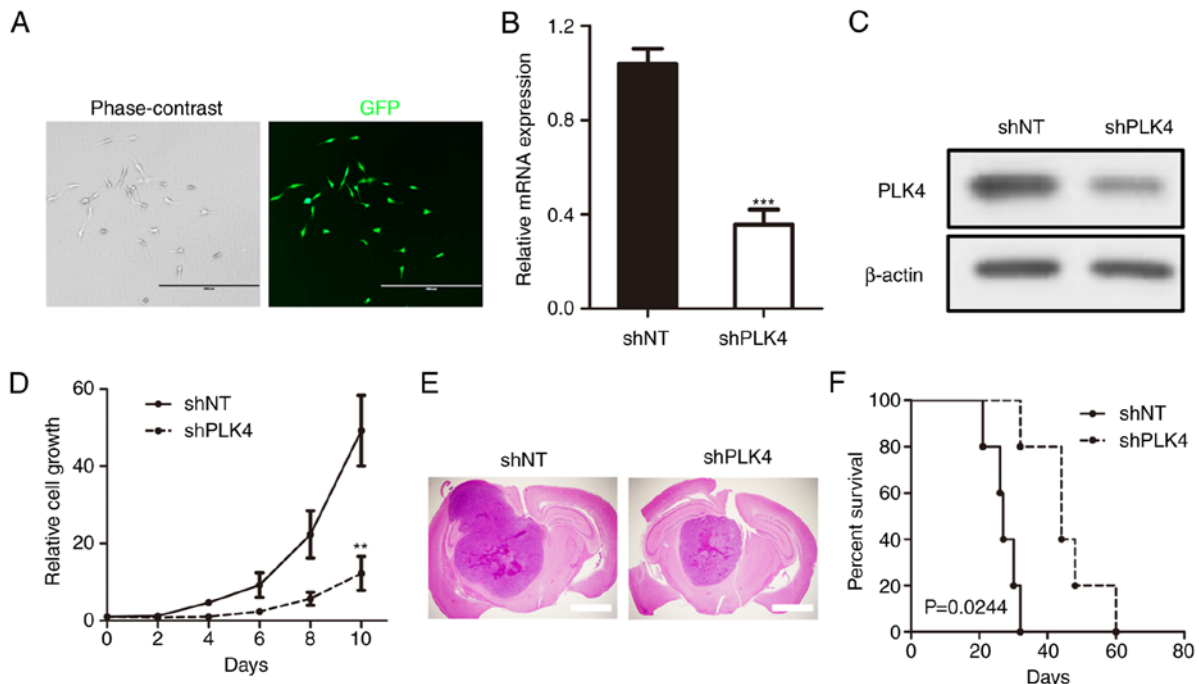 A
Phase-contrast
GFP
B
Relative mRNA expression
1.2
0.8
0.4
0.0
***
shNT
shPLK4
C
shNT
shPLK4
PLK4
β-actin
D
Relative cell growth
60
40
20
0
shNT
shPLK4
**
0 2 4 6 8 10
Days
E
shNT
shPLK4
F
Percent survival
100
80
60
40
20
0
shNT
shPLK4
P=0.0244
0 20 40 60 80
Days